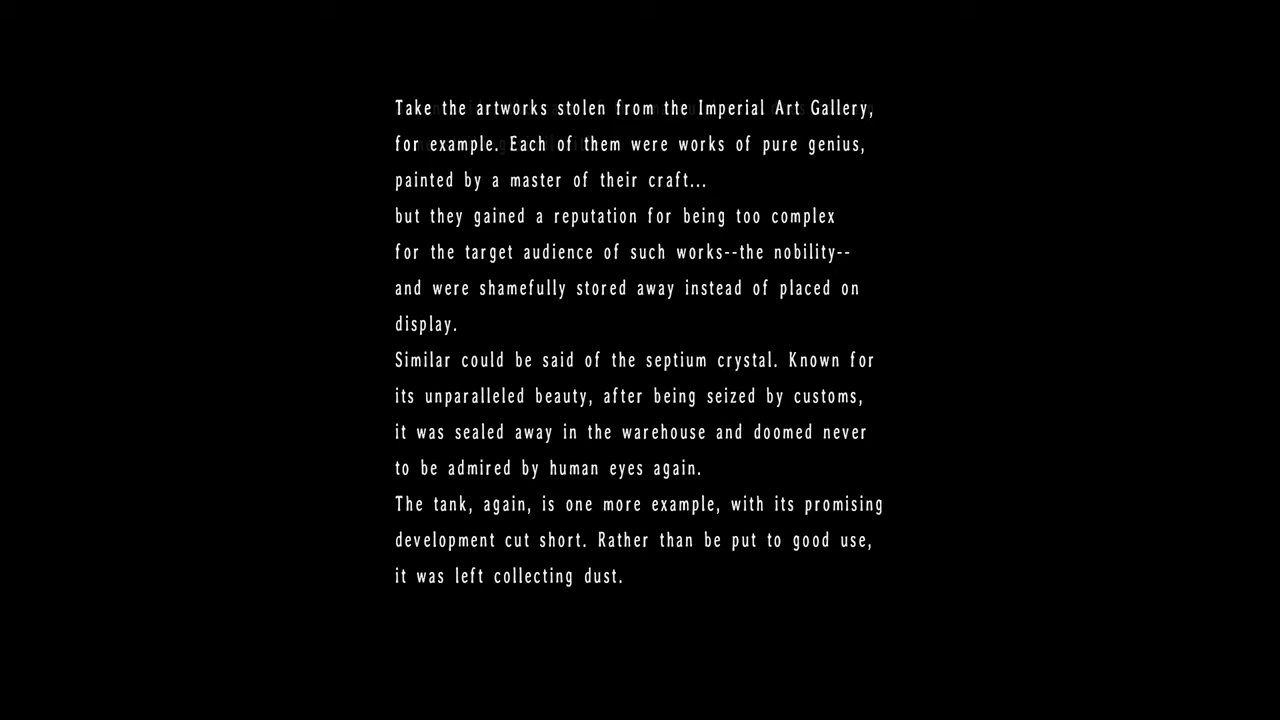 Take the artworks stolen from the Imperial Art Gallery,
for example. Each of them were works of pure genius,
painted by a master of their craft...
but they gained a reputation for being too complex
for the target audience of such works--the nobility--
and were shamefully stored away instead of placed on
display.
Similar could be said of the septium crystal. Known for
its unparalleled beauty, after being seized by customs,
it was sealed away in the warehouse and doomed never
to be admired by human eyes again.
The tank, again, is one more example, with its promising
development cut short. Rather than be put to good use,
it was left collecting dust.